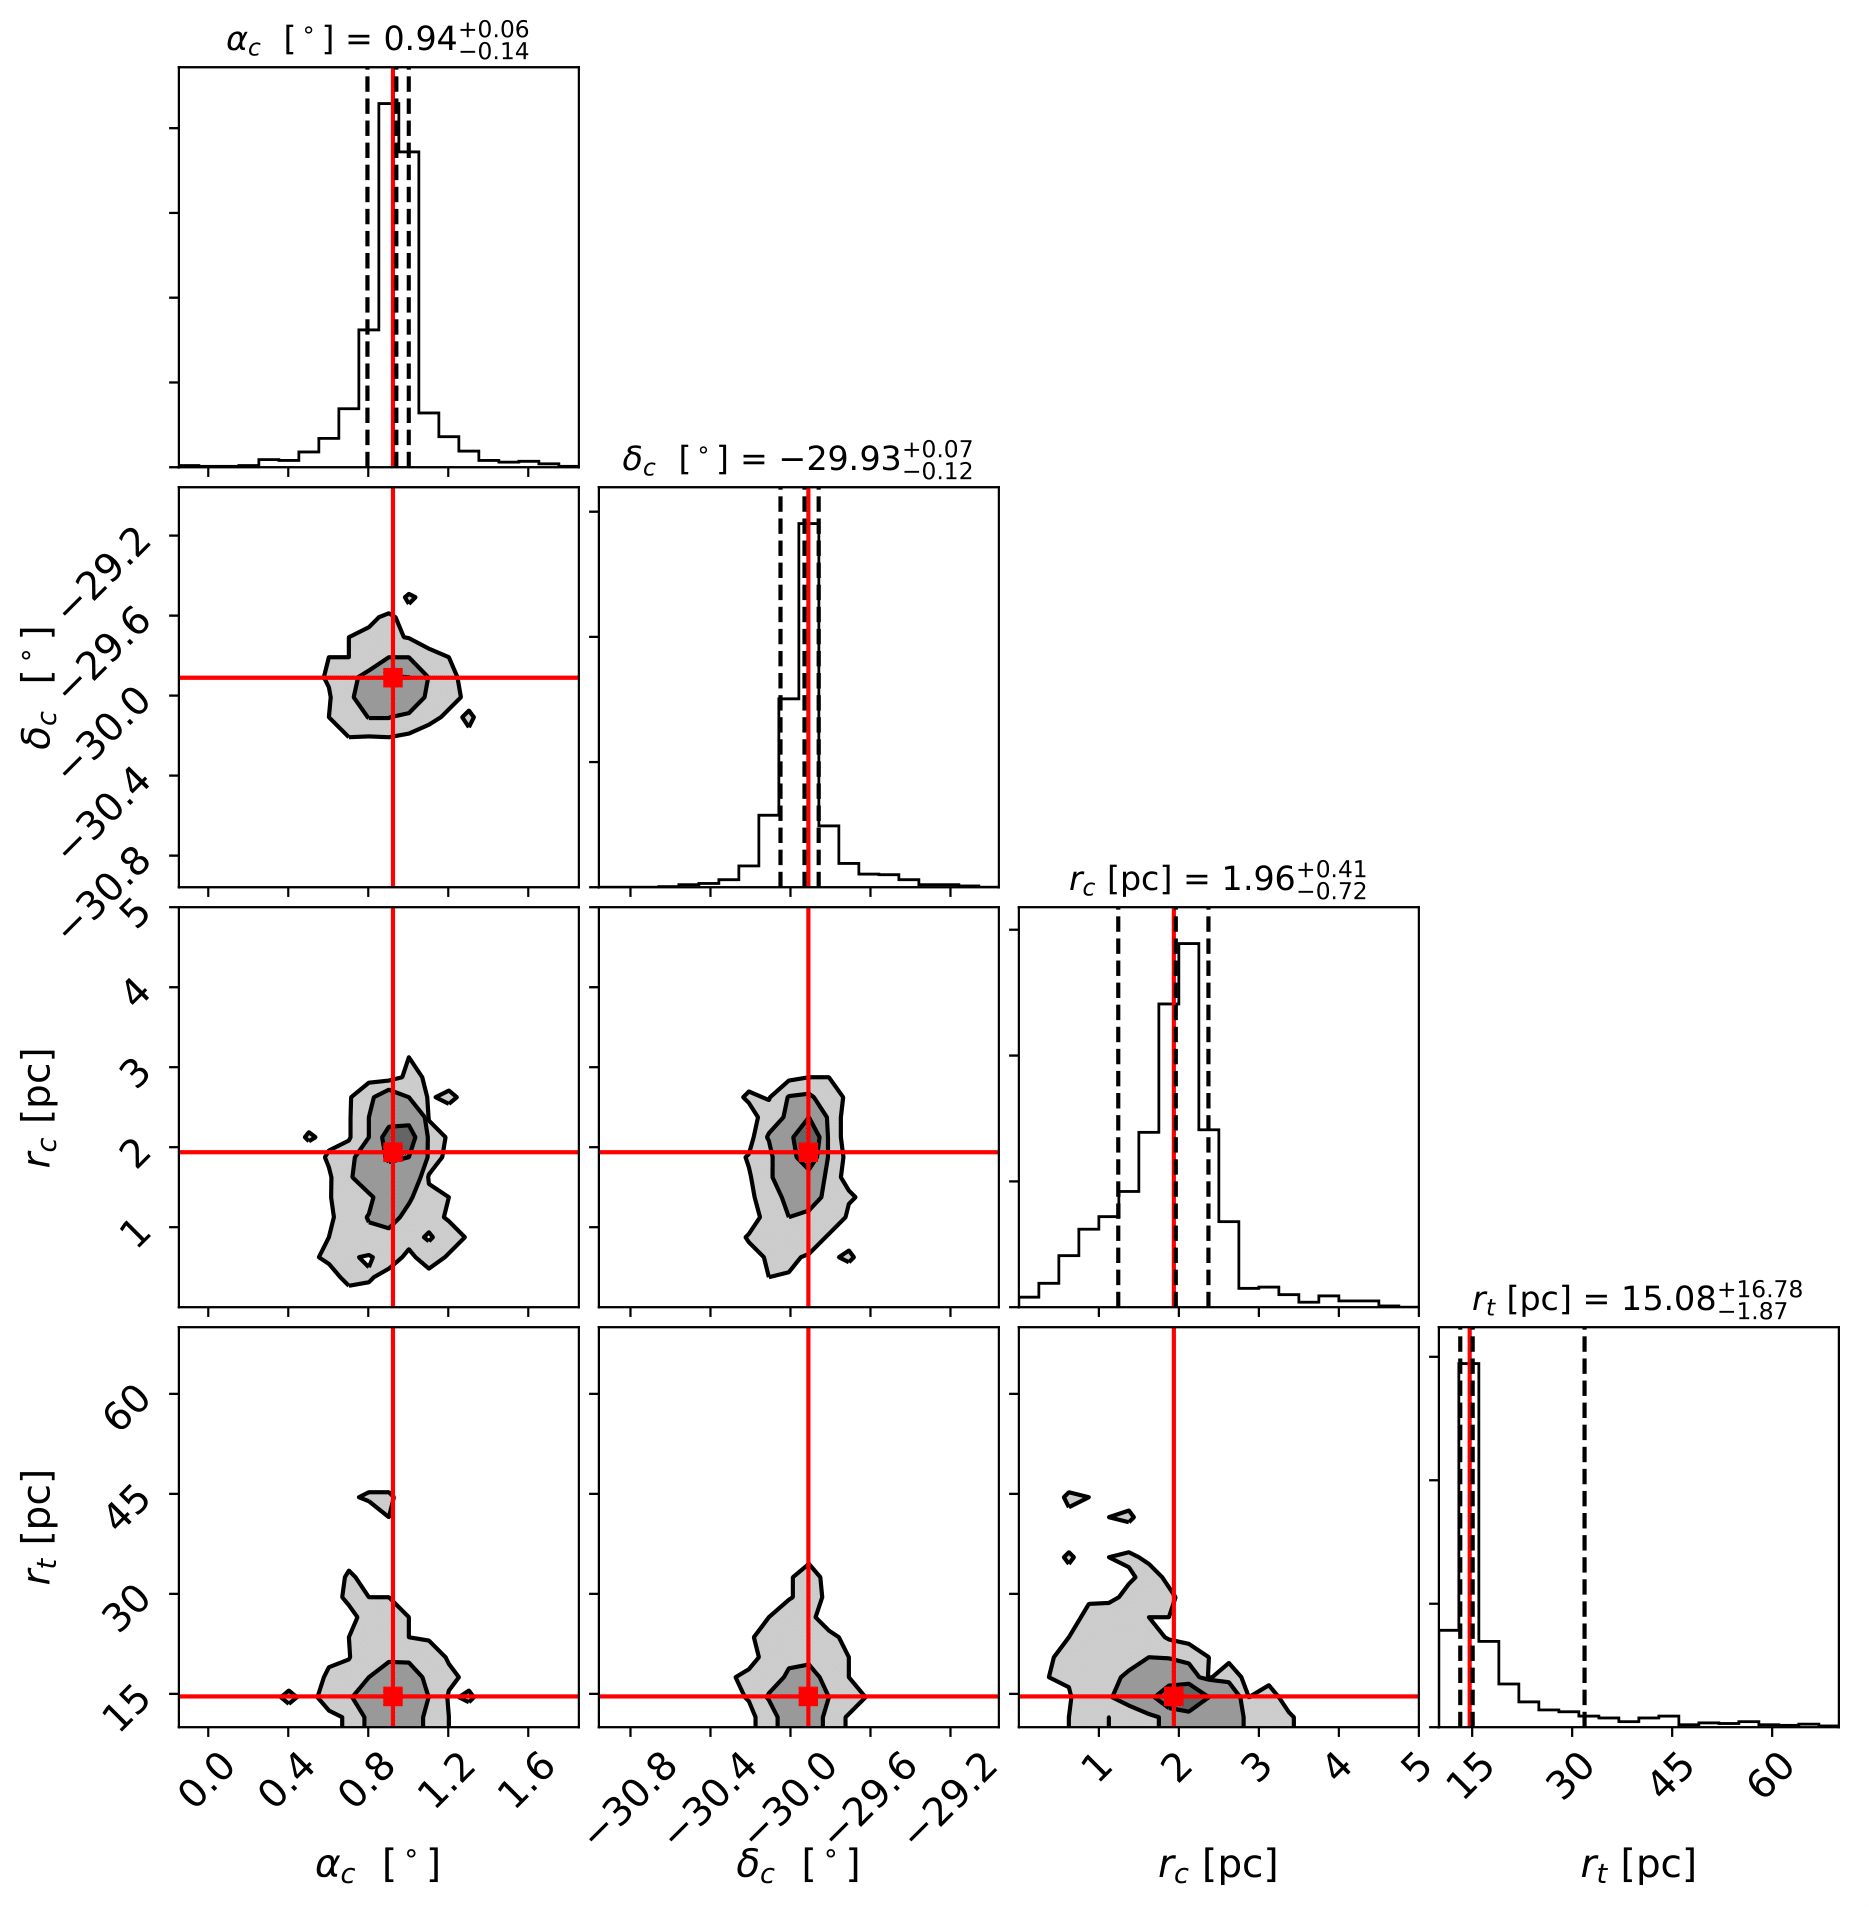 α_c [°] = 0.94 +0.06 −0.14
δ_c [°] = −29.93 +0.07 −0.12
δ_c [°]
−29.2
−29.6
−30.0
−30.4
−30.8
r_c [pc] = 1.96 +0.41 −0.72
r_c [pc]
5
4
3
2
1
r_t [pc] = 15.08 +16.78 −1.87
r_t [pc]
60
45
30
15
0.0 0.4 0.8 1.2 1.6
−30.8 −30.4 −30.0 −29.6 −29.2
1 2 3 4 5
15 30 45 60
α_c [°]
δ_c [°]
r_c [pc]
r_t [pc]